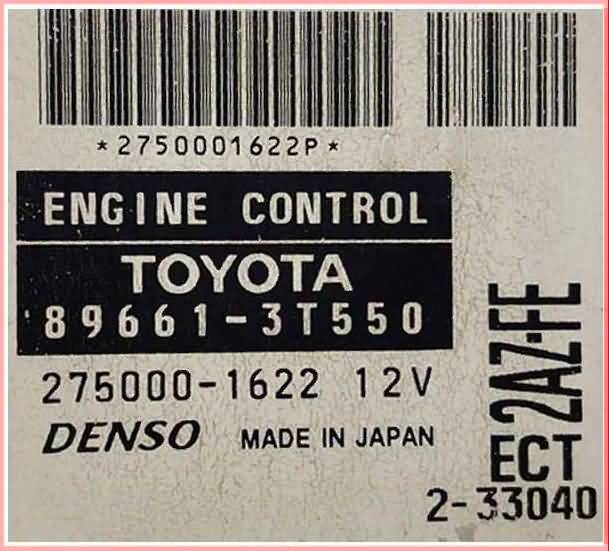 *2750001622P*
ENGINE CONTROL
TOYOTA
89661-3T550
275000-1622 12V
DENSO MADE IN JAPAN
2AZ-FE
ECT
2-33040